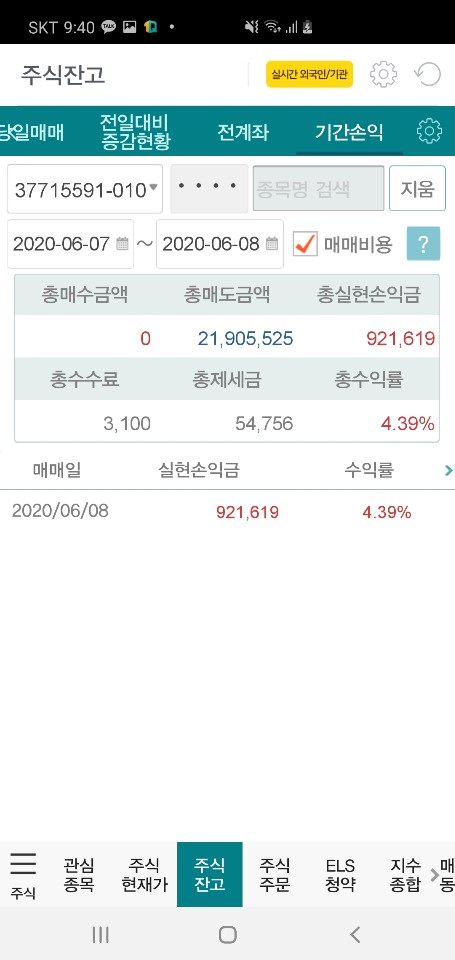 SKT 9:40 TALK
주식잔고 실시간 외국인/기관
당일매매 전일대비 증감현황 전계좌 기간손익
37715591-010 •••• 종목명 검색 지움
2020-06-07 ~ 2020-06-08 매매비용 ?
총매수금액 총매도금액 총실현손익금
0 21,905,525 921,619
총수수료 총제세금 총수익률
3,100 54,756 4.39%
매매일 실현손익금 수익률 >
2020/06/08 921,619 4.39%
주식 관심종목 주식현재가 주식잔고 주식주문 ELS청약 지수종합 >